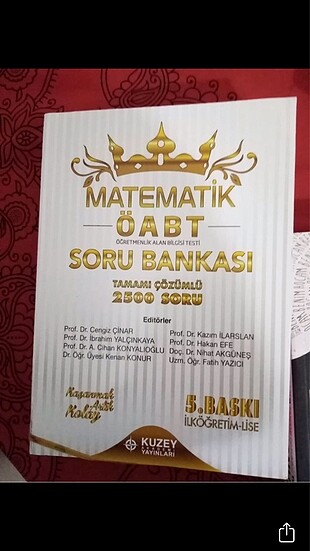 MATEMATİK
ÖABT
ÖĞRETMENLİK ALAN BİLGİSİ TESTİ
SORU BANKASI
TAMAMI ÇÖZÜMLÜ
2500 SORU
Editörler
Prof. Dr. Cengiz ÇINAR
Prof. Dr. İbrahim YALÇINKAYA
Prof. Dr. A. Cihan KONYALIOĞLU
Dr. Öğr. Üyesi Kenan KONUR
Prof. Dr. Kazım İLARSLAN
Prof. Dr. Hakan EFE
Doç. Dr. Nihat AKGÜNEŞ
Uzm. Öğr. Fatih YAZICI
Kazanmak
Artık
Kolay
5.BASKI
İLKÖĞRETİM-LİSE
KUZEY
AKADEMİ
YAYINLARI